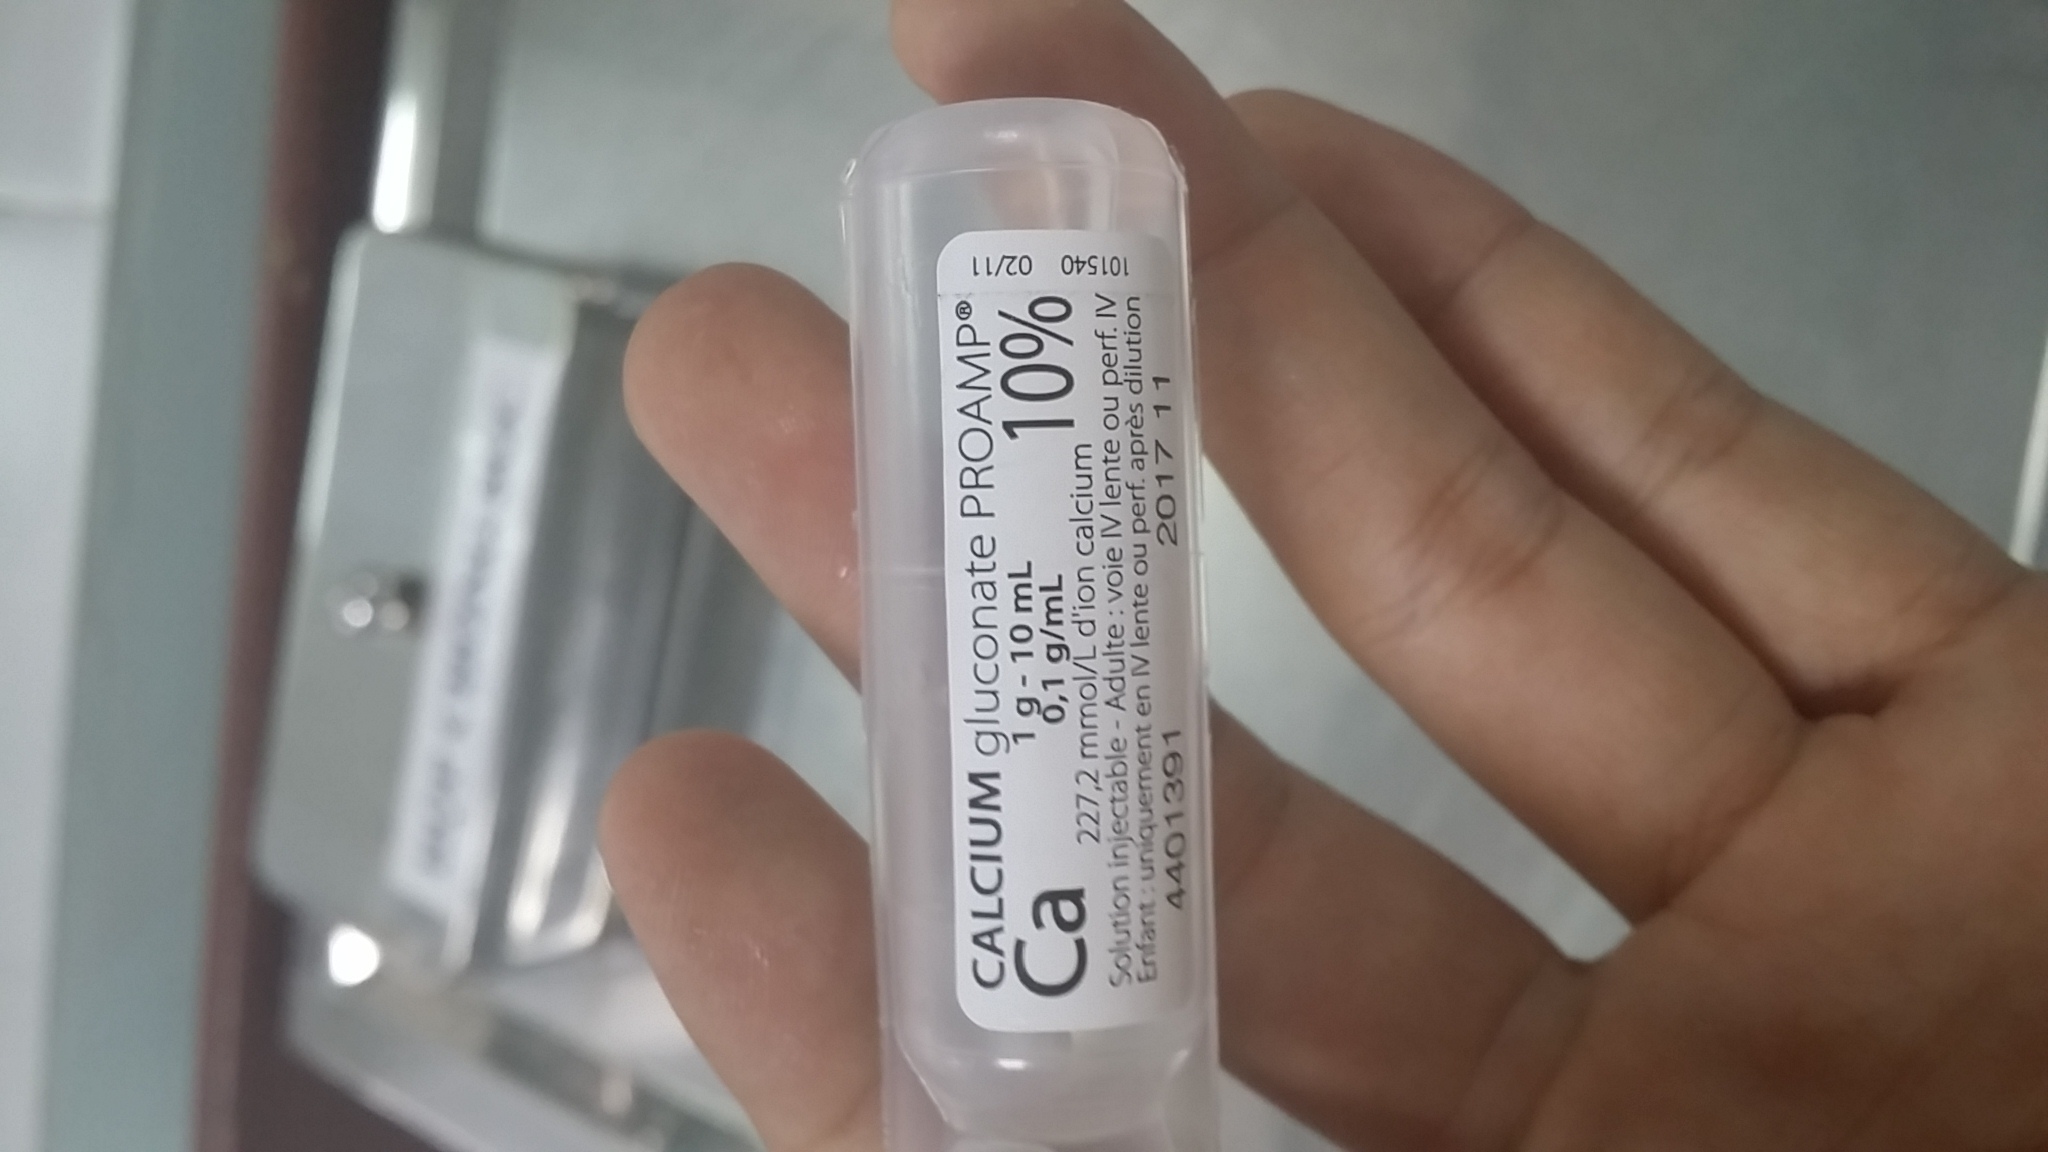 CALCIUM gluconate PROAMP®
Ca
1 g - 10 mL
0,1 g/mL
10%
227,2 mmol/L d'ion calcium
Solution injectable - Adulte : voie IV lente ou perf. IV
Enfant : uniquement en IV lente ou perf. après dilution
4401391 2017 11
101540 02/11